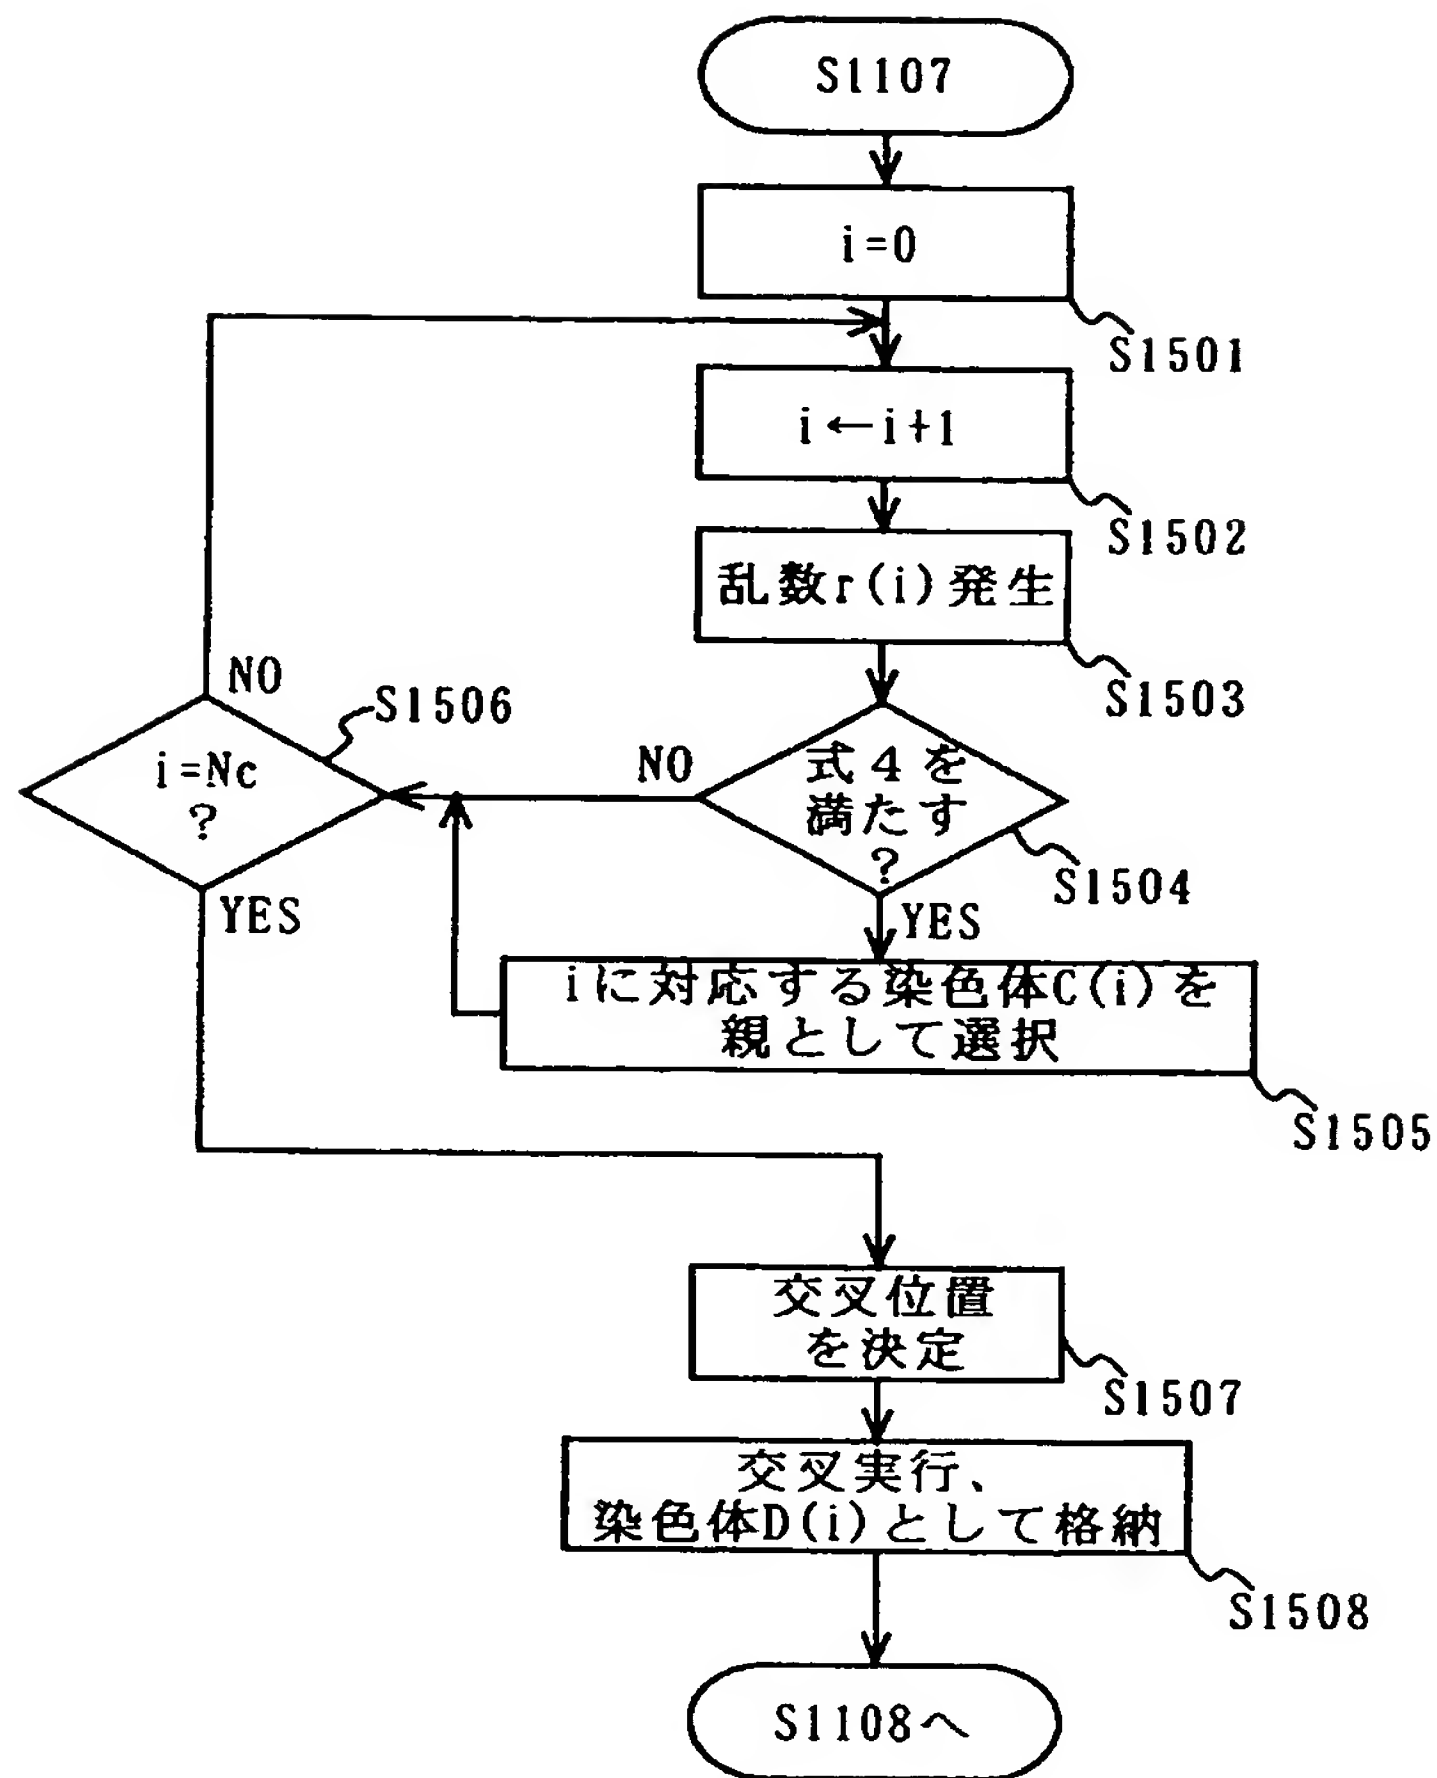 S1107
i=0
S1501
i←i+1
S1502
乱数r(i)発生
S1503
NO
S1506
i=Nc
?
YES
NO
式4を
満たす
?
S1504
YES
iに対応する染色体C(i)を
親として選択
S1505
交叉位置
を決定
S1507
交叉実行、
染色体D(i)として格納
S1508
S1108へ